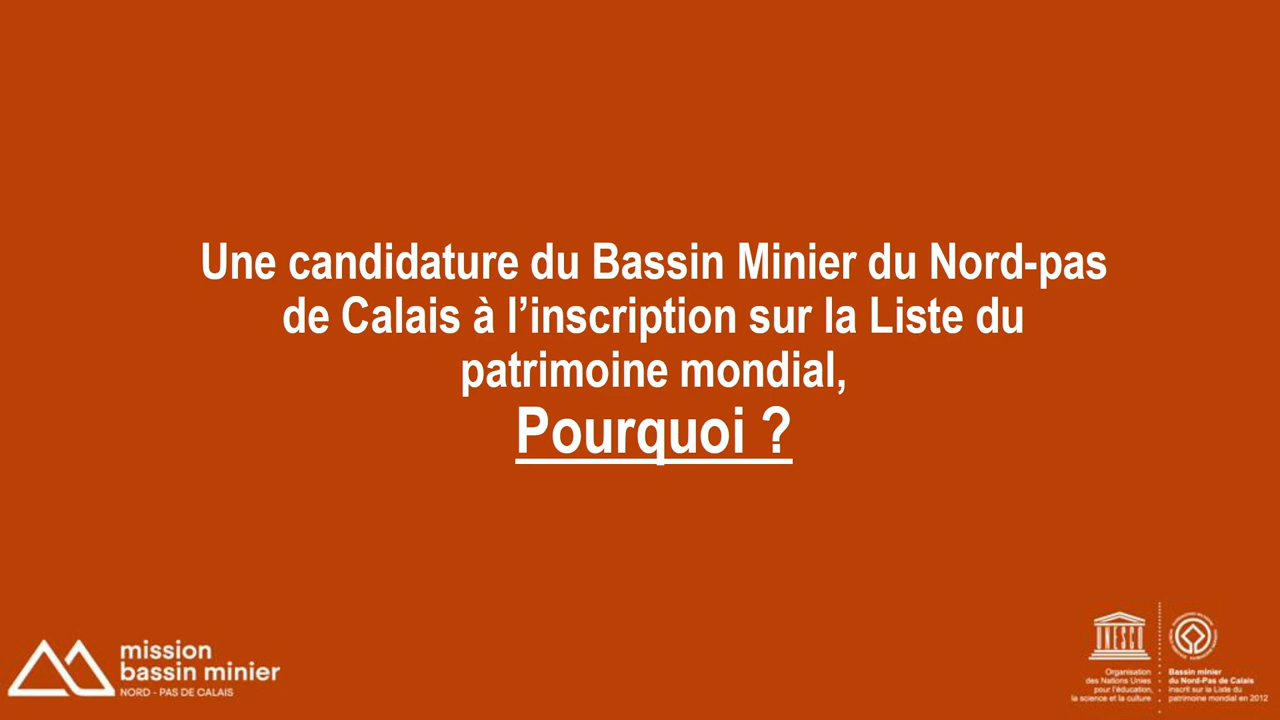 Une candidature du Bassin Minier du Nord-pas
de Calais à l’inscription sur la Liste du
patrimoine mondial,
Pourquoi ?
mission
bassin minier
NORD - PAS DE CALAIS
UNESCO
Organisation
des Nations Unies
pour l'éducation,
la science et la culture
Bassin minier
du Nord-Pas de Calais
inscrit sur la Liste du
patrimoine mondial en 2012